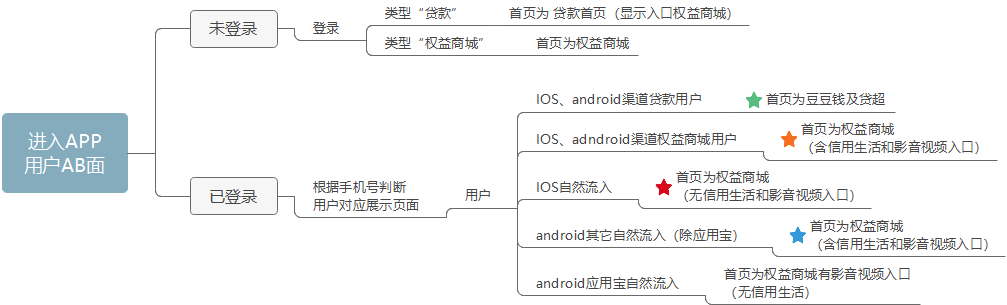 进入APP
用户AB面
未登录
登录
类型“贷款”
首页为 贷款首页（显示入口权益商城）
类型“权益商城”
首页为权益商城
已登录
根据手机号判断
用户对应展示页面
用户
IOS、android渠道贷款用户
首页为豆豆钱及贷超
IOS、adndroid渠道权益商城用户
首页为权益商城
（含信用生活和影音视频入口）
IOS自然流入
首页为权益商城
（无信用生活和影音视频入口）
android其它自然流入（除应用宝）
首页为权益商城
（含信用生活和影音视频入口）
android应用宝自然流入
首页为权益商城有影音视频入口
（无信用生活）